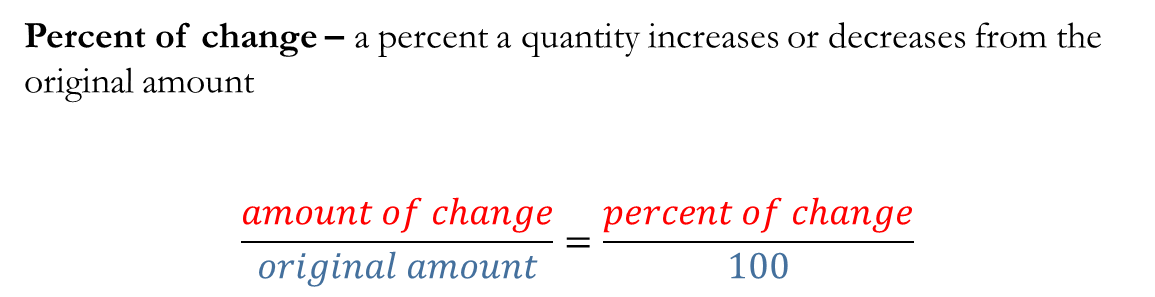 Percent of change – a percent a quantity increases or decreases from the
original amount
amount of change / original amount = percent of change / 100